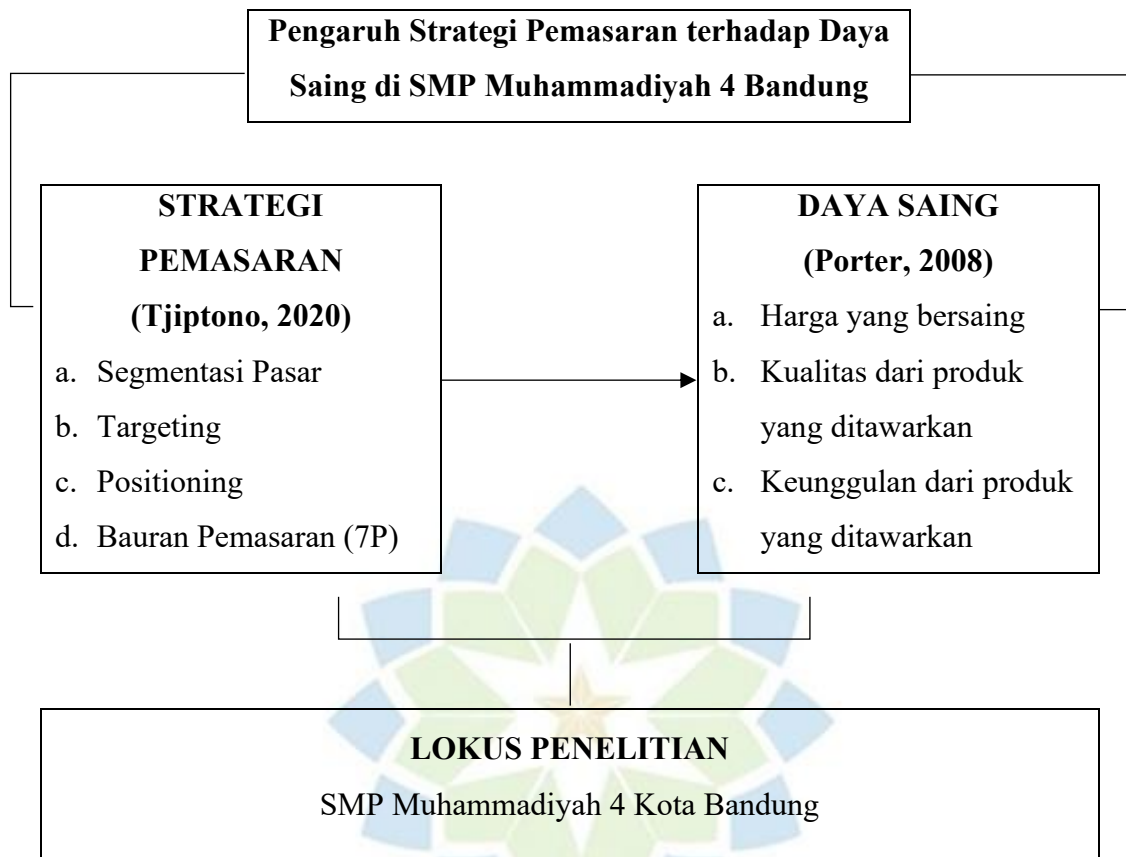 Pengaruh Strategi Pemasaran terhadap Daya
Saing di SMP Muhammadiyah 4 Bandung
STRATEGI
PEMASARAN
(Tjiptono, 2020)
a. Segmentasi Pasar
b. Targeting
c. Positioning
d. Bauran Pemasaran (7P)
DAYA SAING
(Porter, 2008)
a. Harga yang bersaing
b. Kualitas dari produk
yang ditawarkan
c. Keunggulan dari produk
yang ditawarkan
LOKUS PENELITIAN
SMP Muhammadiyah 4 Kota Bandung